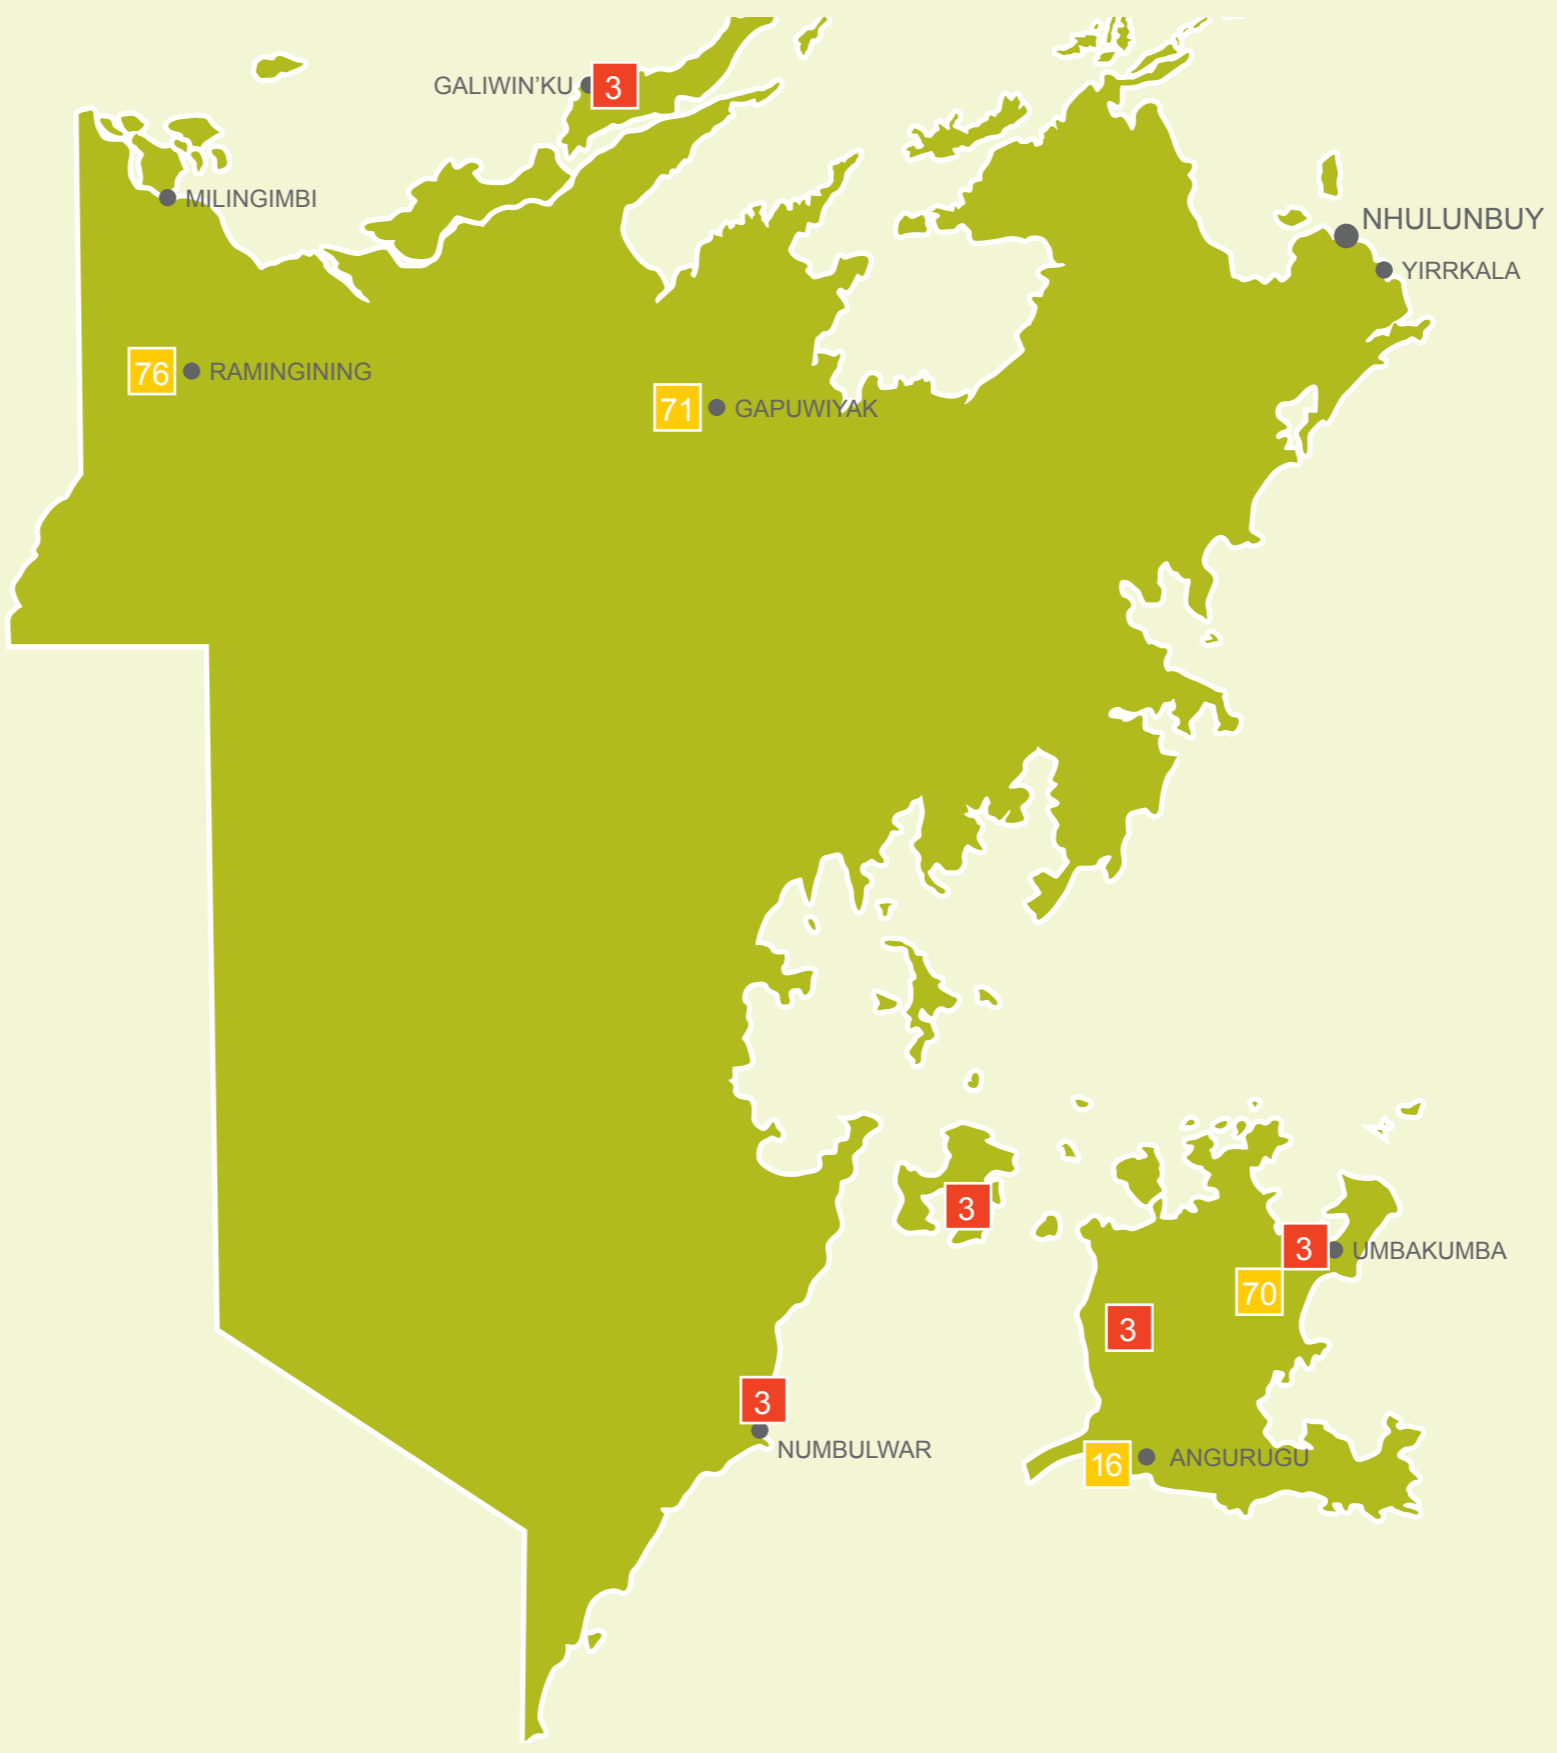 GALIWIN'KU 3
MILINGIMBI
NHULUNBUY
YIRRKALA
76 RAMINGINING
71 GAPUWIYAK
3
3 UMBAKUMBA
70
3
3
NUMBULWAR
16 ANGURUGU